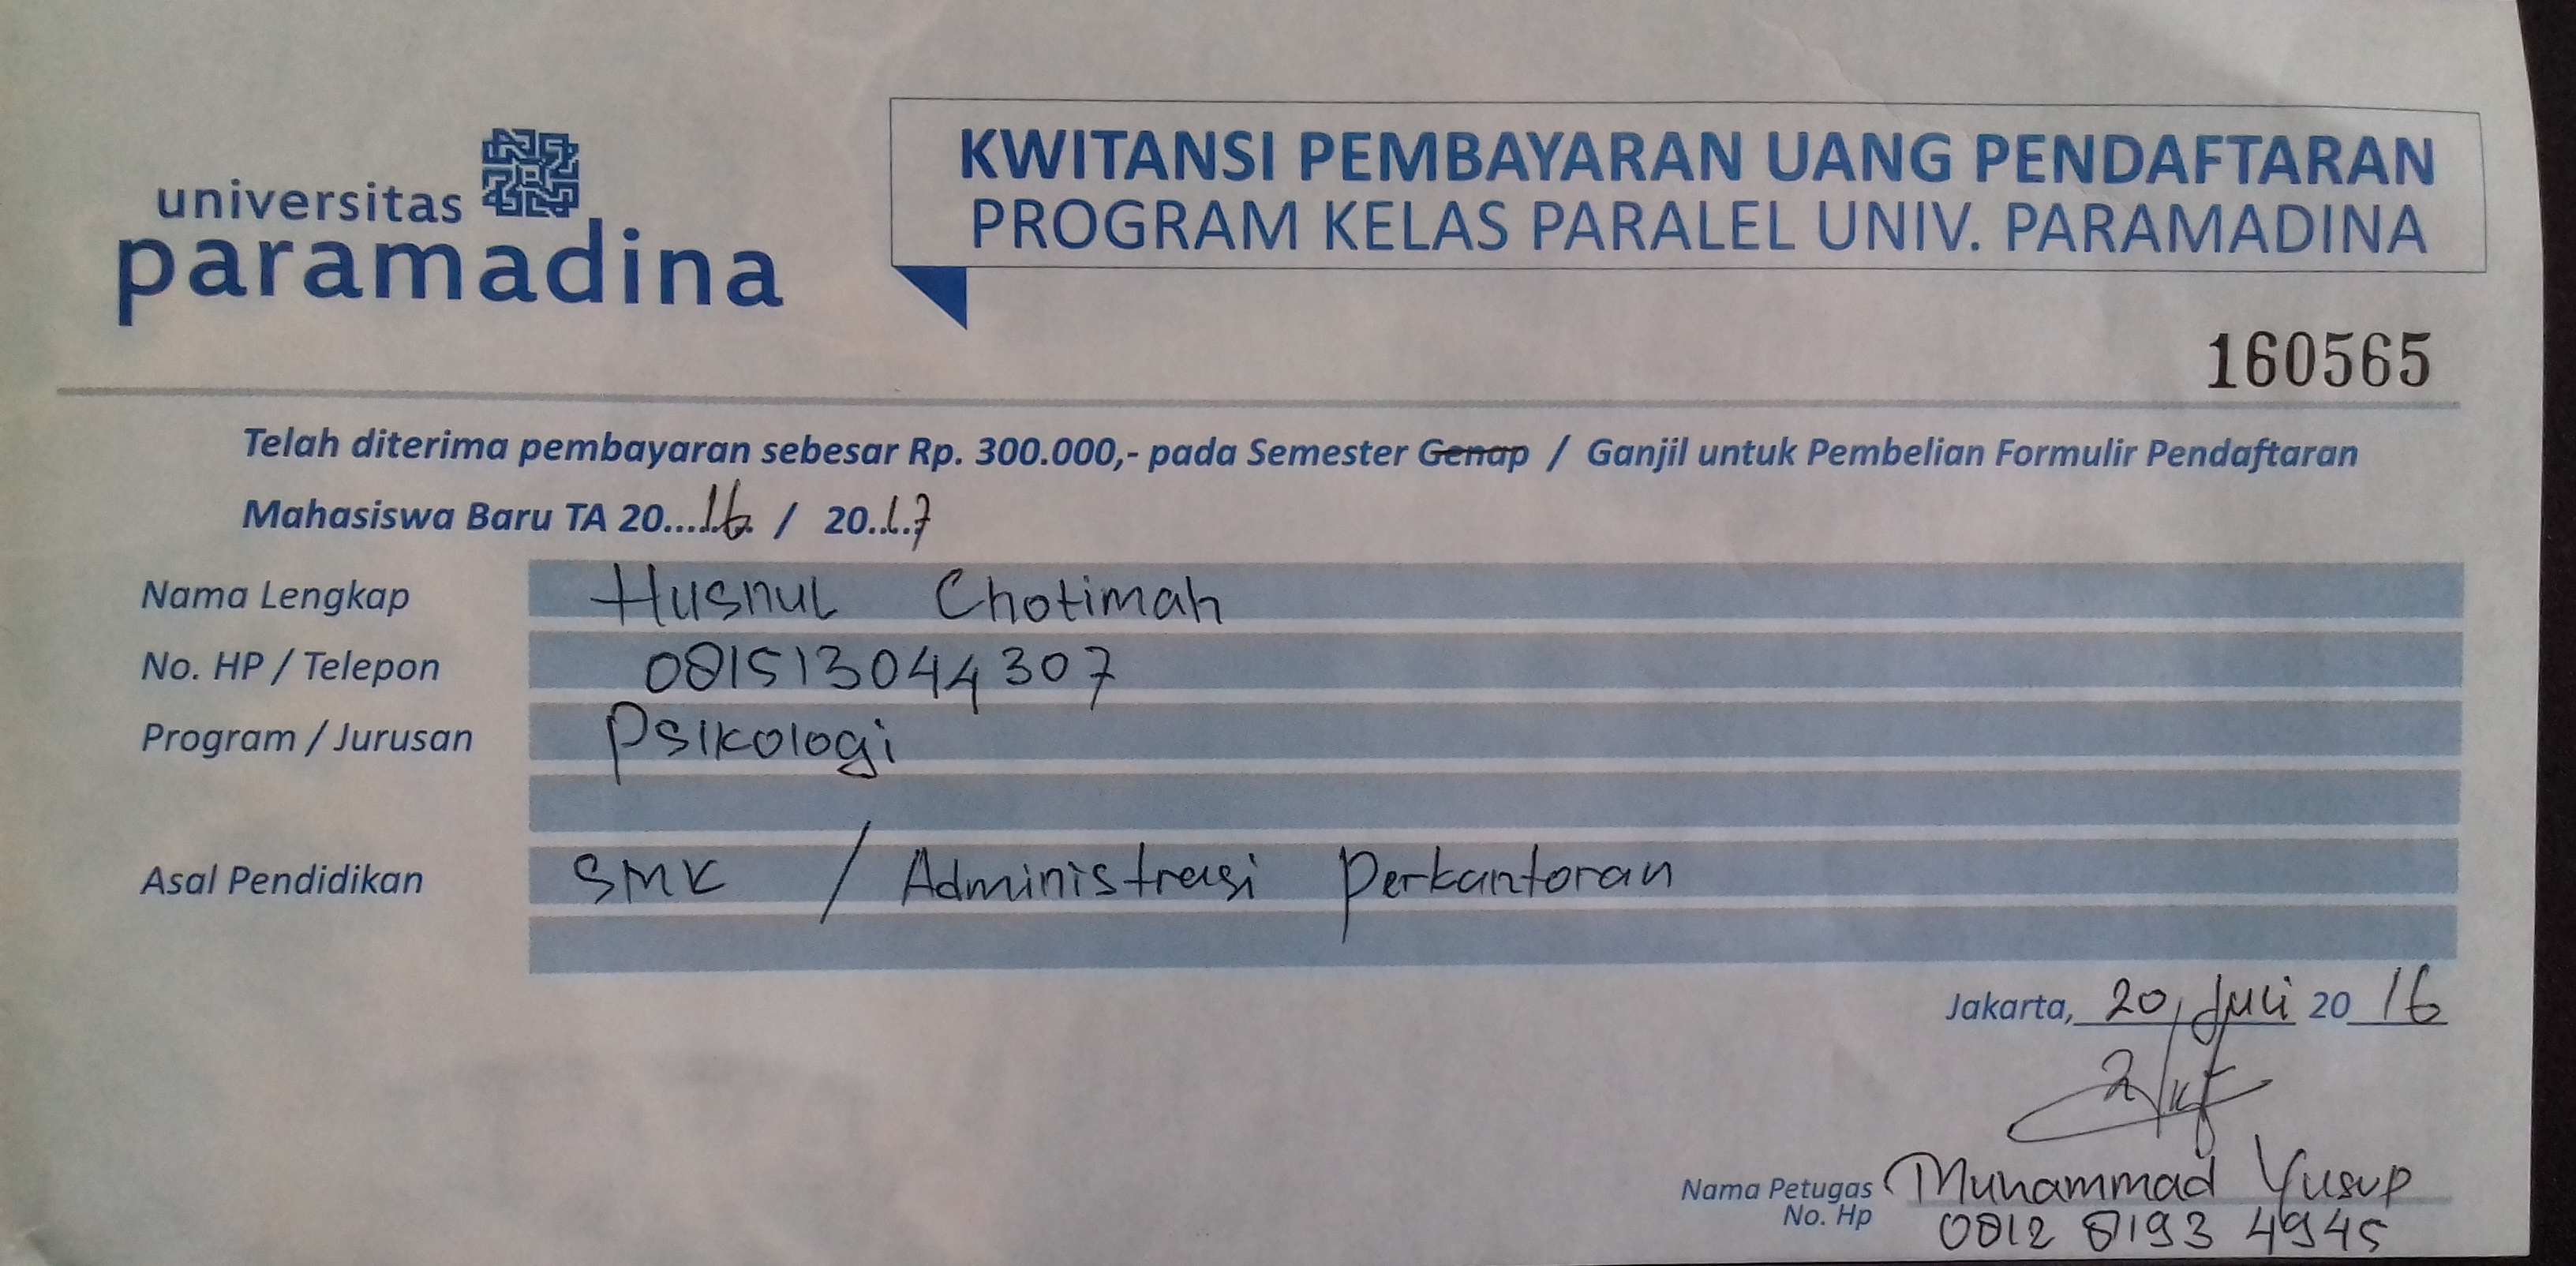 universitas
paramadina
KWITANSI PEMBAYARAN UANG PENDAFTARAN
PROGRAM KELAS PARALEL UNIV. PARAMADINA
160565
Telah diterima pembayaran sebesar Rp. 300.000,- pada Semester Genap / Ganjil untuk Pembelian Formulir Pendaftaran
Mahasiswa Baru TA 20....16. / 20..17
Nama Lengkap Husnul Chotimah
No. HP / Telepon 081513044307
Program / Jurusan Psikologi
Asal Pendidikan SMK / Administrasi Perkantoran
Jakarta, 20, Juli 20 16
Nama Petugas Muhammad Yusup
No. Hp 0812 8193 4945